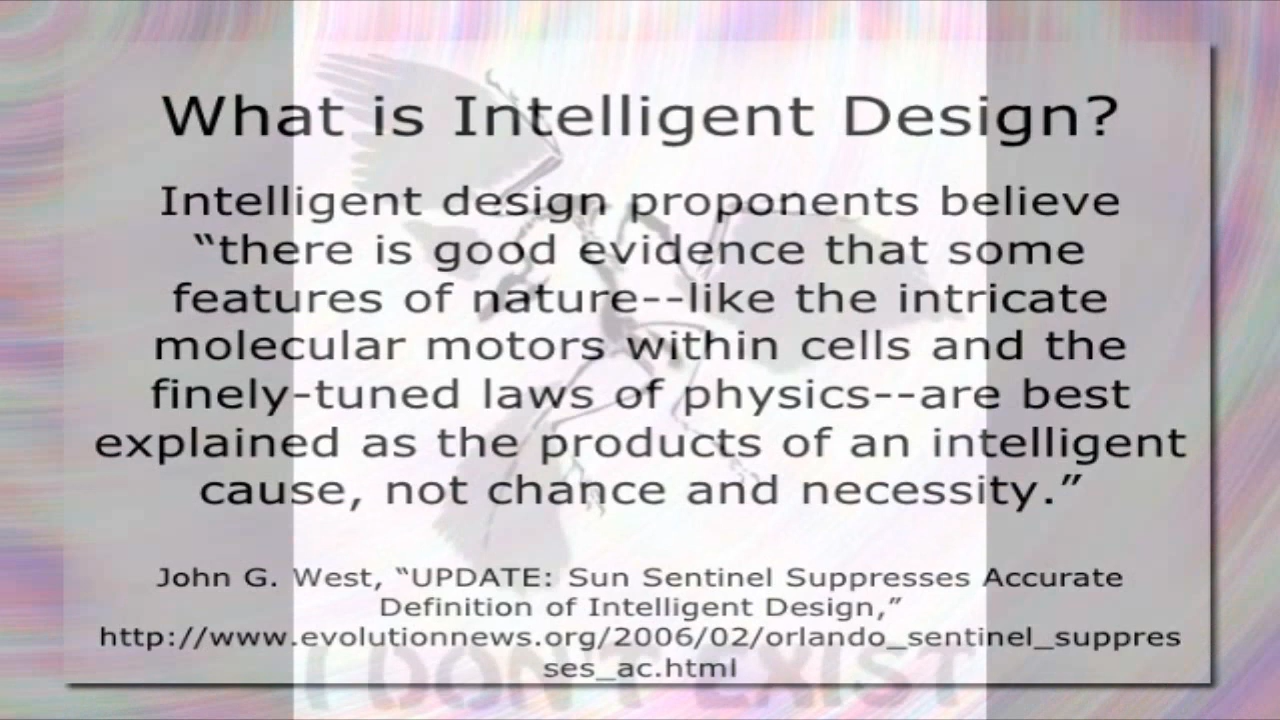 What is Intelligent Design?
Intelligent design proponents believe
“there is good evidence that some
features of nature--like the intricate
molecular motors within cells and the
finely-tuned laws of physics--are best
explained as the products of an intelligent
cause, not chance and necessity.”
John G. West, “UPDATE: Sun Sentinel Suppresses Accurate
Definition of Intelligent Design,”
http://www.evolutionnews.org/2006/02/orlando_sentinel_suppres
ses_ac.html
I DON'T EXIST